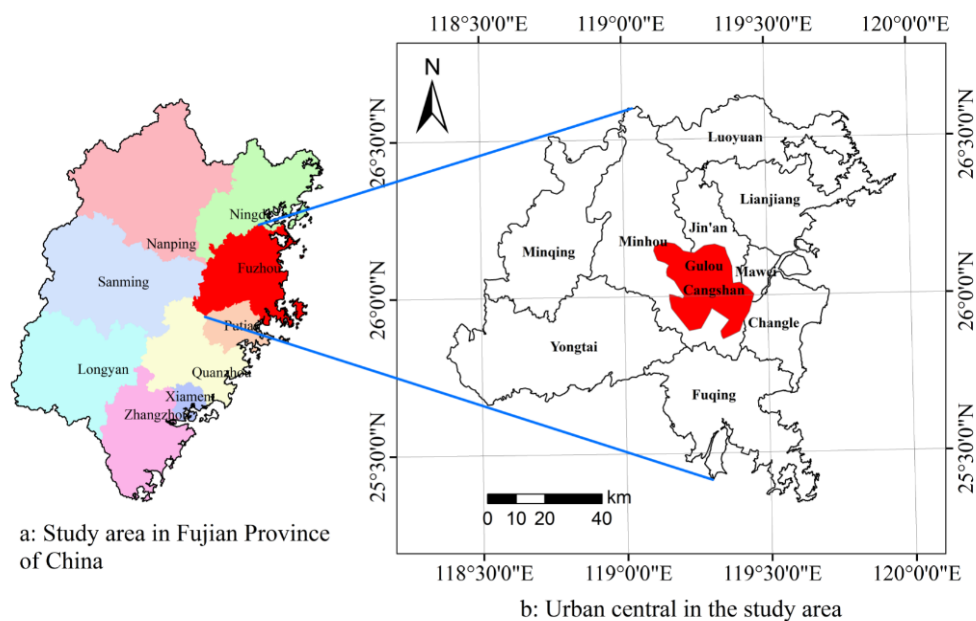 118°30'0"E
119°0'0"E
119°30'0"E
120°0'0"E
N
26°30'0"N
26°0'0"N
25°30'0"N
26°30'0"N
26°0'0"N
25°30'0"N
Luoyuan
Lianjiang
Jin'an
Minhou
Minqing
Gulou
Mawei
Cangshan
Changle
Yongtai
Fuqing
km
0 10 20 40
118°30'0"E
119°0'0"E
119°30'0"E
120°0'0"E
Ningde
Nanping
Fuzhou
Sanming
Putian
Longyan
Quanzhou
Xiamen
Zhangzhou
a: Study area in Fujian Province
of China
b: Urban central in the study area